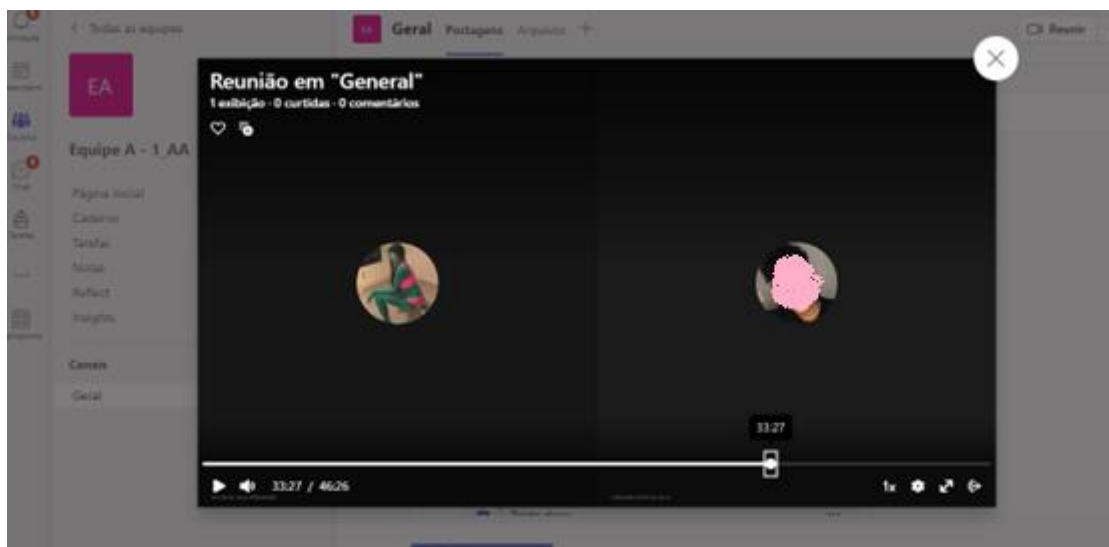 Todas as equipes
EA
Geral Postagens Arquivos +
Reunir
EA
Equipe A - 1_AA
Página inicial
Caderno
Tarefas
Notas
Reflect
Insights
Canais
Geral
Reunião em "General"
1 exibição · 0 curtidas · 0 comentários
33:27
33:27 / 46:26
1x